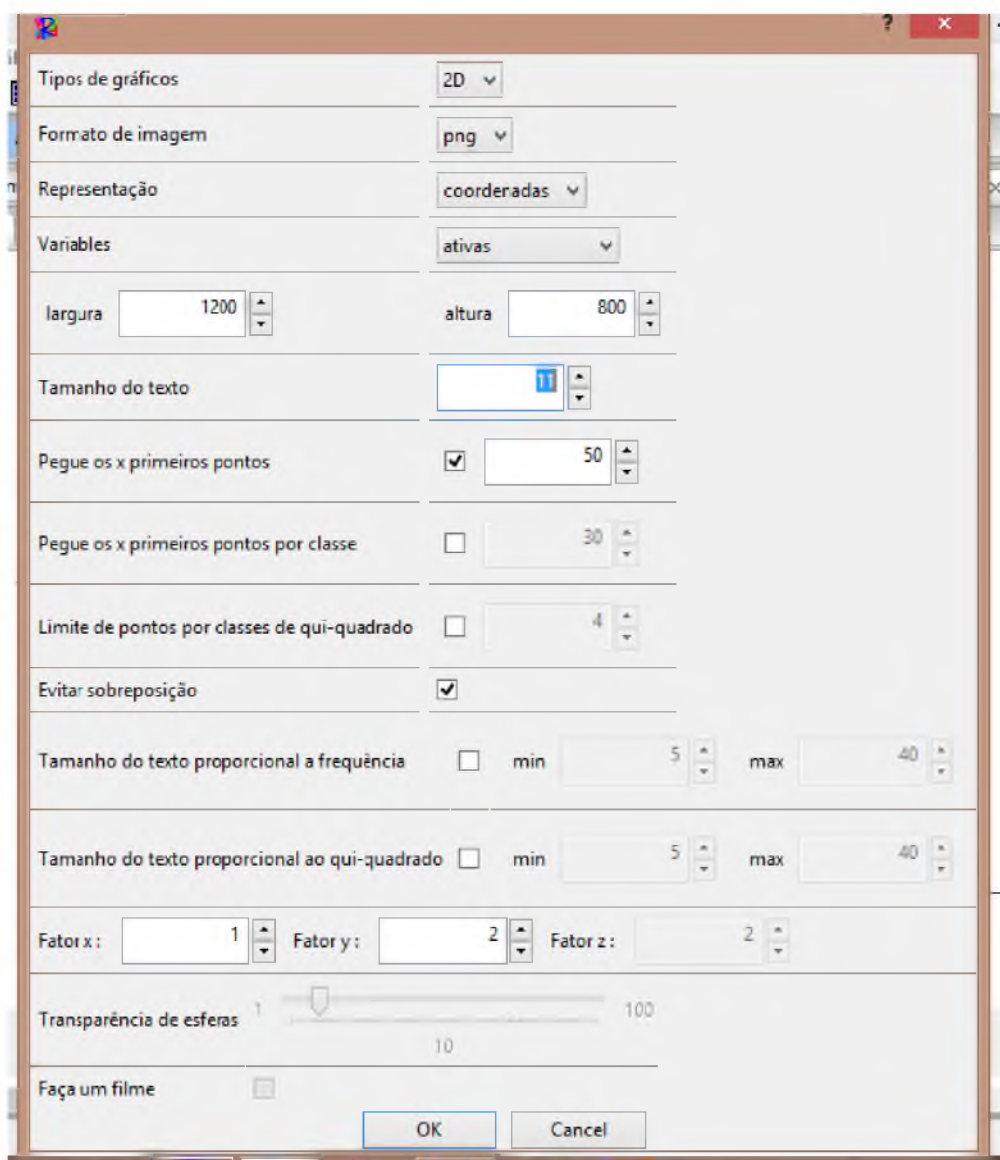 ? ×
Tipos de gráficos 2D
Formato de imagem png
Representação coordenadas
Variables ativas
largura 1200 altura 800
Tamanho do texto 11
Pegue os x primeiros pontos 50
Pegue os x primeiros pontos por classe 30
Limite de pontos por classes de qui-quadrado 4
Evitar sobreposição
Tamanho do texto proporcional a frequência min 5 max 40
Tamanho do texto proporcional ao qui-quadrado min 5 max 40
Fator x : 1 Fator y : 2 Fator z : 2
Transparência de esferas 1 100
10
Faça um filme
OK Cancel